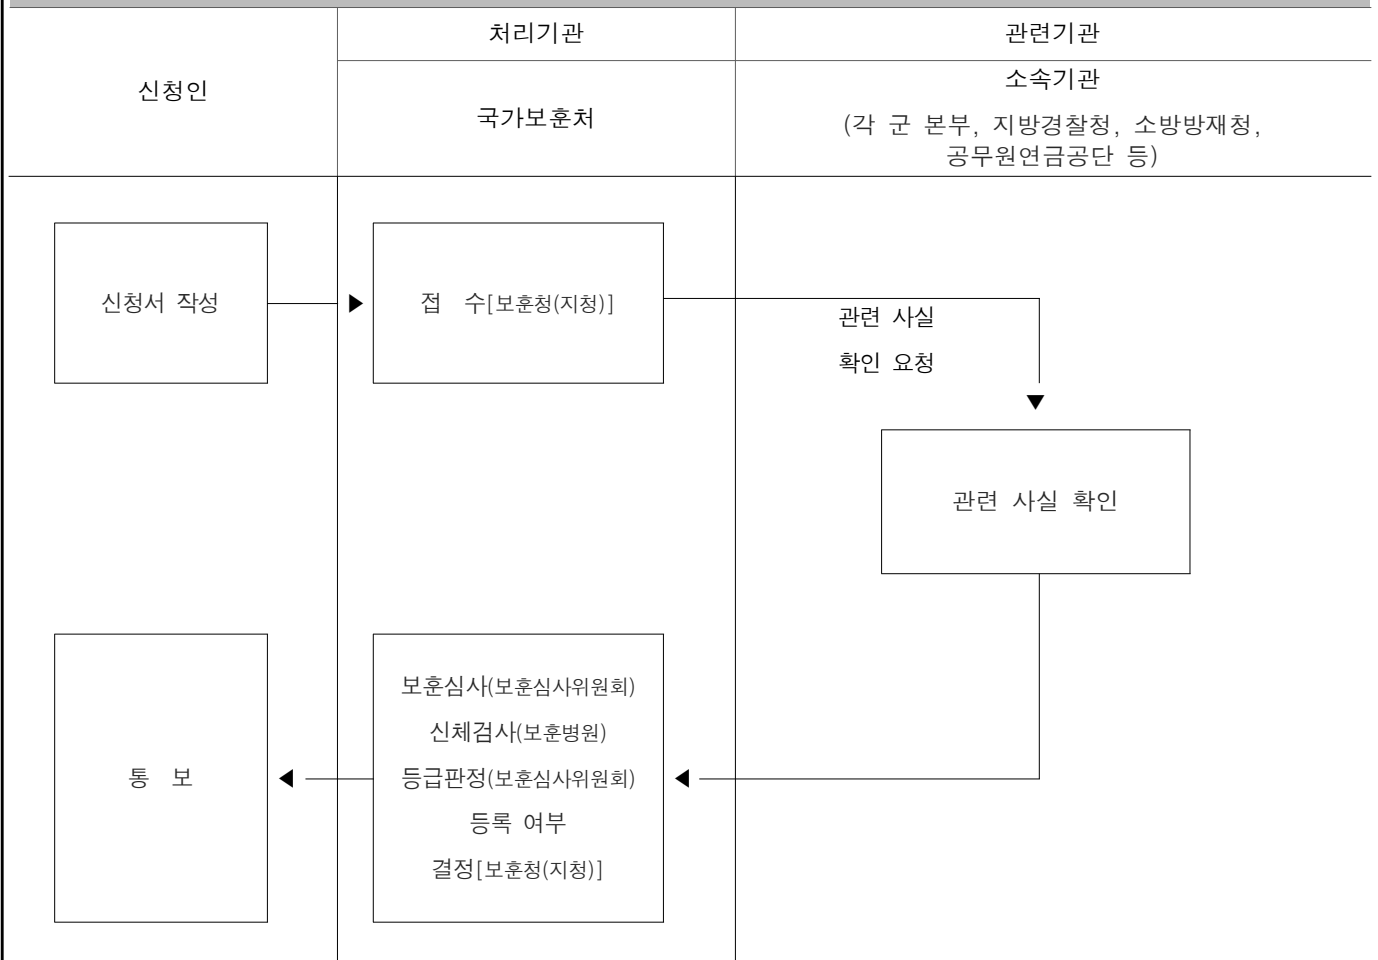 신청인
처리기관
관련기관
국가보훈처
소속기관
(각 군 본부, 지방경찰청, 소방방재청,
공무원연금공단 등)
신청서 작성
접 수[보훈청(지청)]
관련 사실
확인 요청
관련 사실 확인
보훈심사(보훈심사위원회)
신체검사(보훈병원)
등급판정(보훈심사위원회)
등록 여부
결정[보훈청(지청)]
통 보